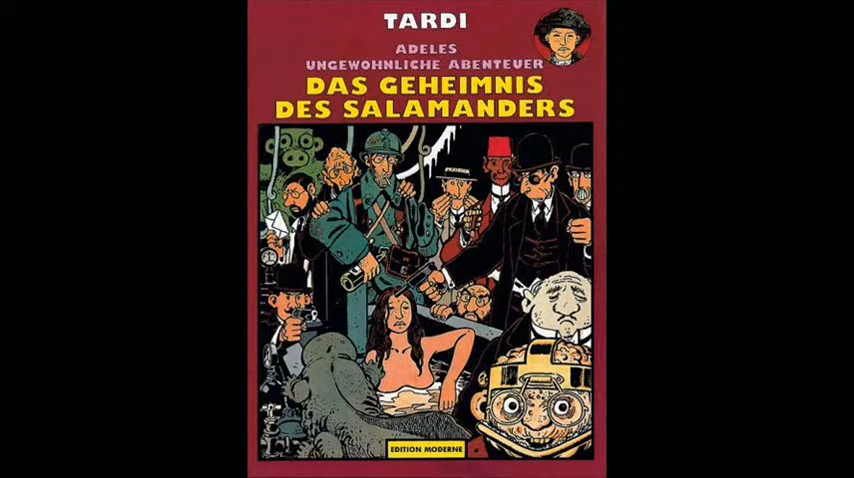 TARDI
ADELES
UNGEWÖHNLICHE ABENTEUER
DAS GEHEIMNIS
DES SALAMANDERS
EDITION MODERNE